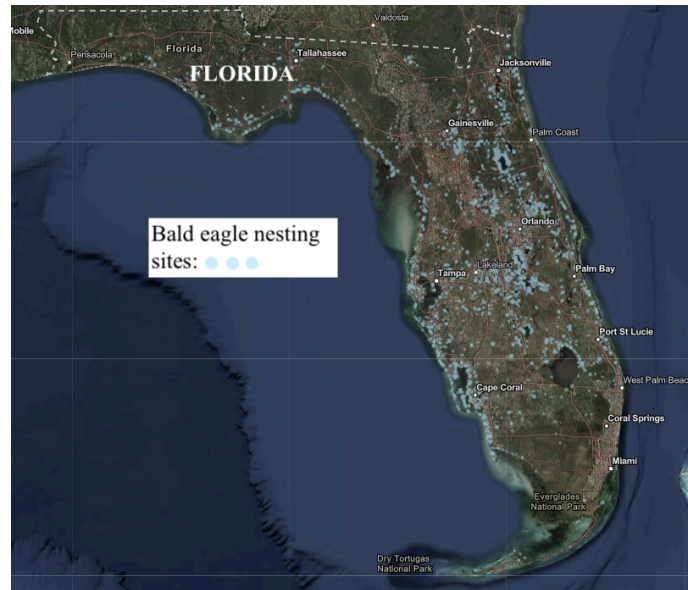 Mobile
Valdosta
Pensacola
Florida
Tallahassee
FLORIDA
Jacksonville
Gainesville
Palm Coast
Bald eagle nesting
sites:
Orlando
Lakeland
Tampa
Palm Bay
Port St Lucie
Cape Coral
West Palm Beac
Coral Springs
Miami
Everglades
National Park
Dry Tortugas
National Park